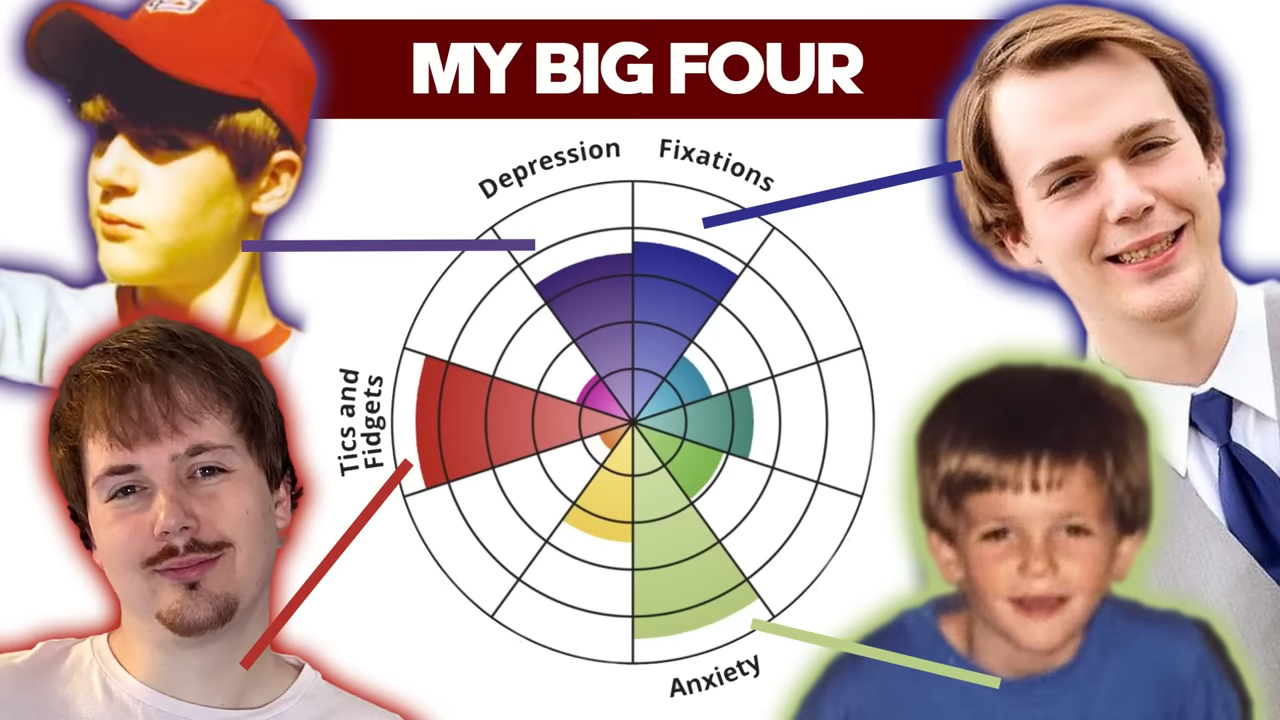 MY BIG FOUR
Depression
Fixations
Tics and
Fidgets
Anxiety